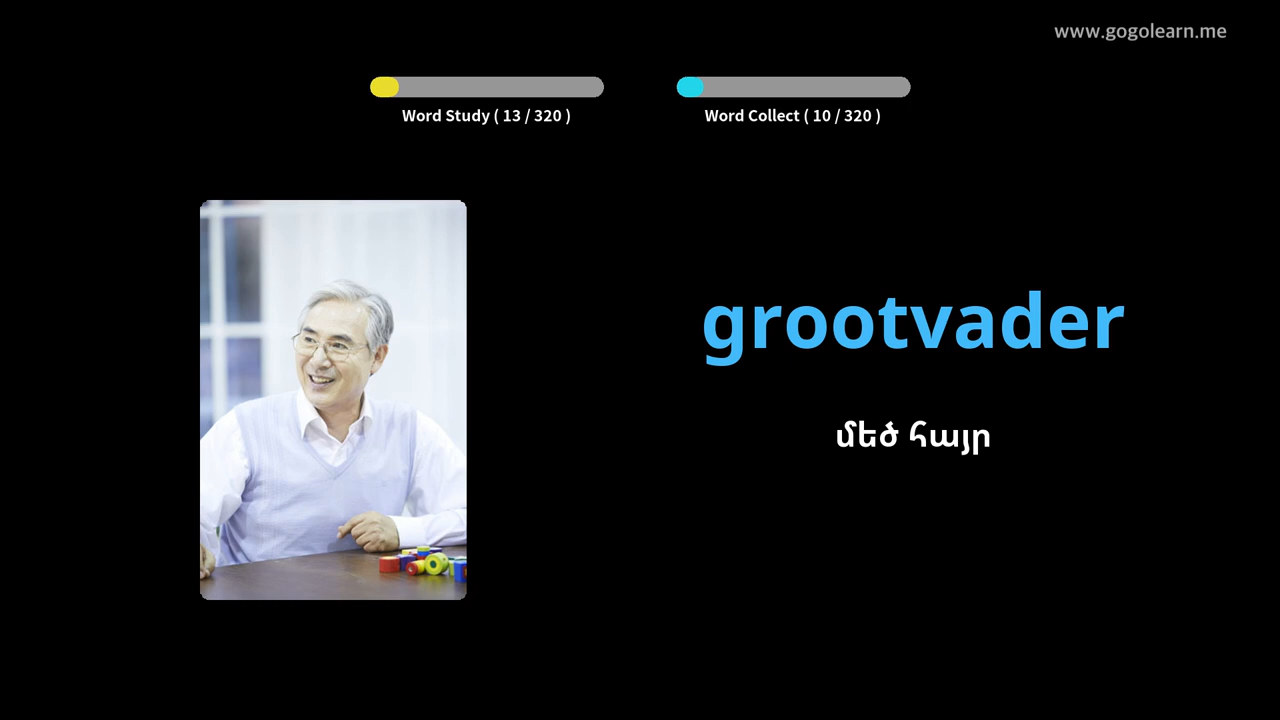 www.gogolearn.me
Word Study ( 13 / 320 )
Word Collect ( 10 / 320 )
grootvader
մեծ հայր